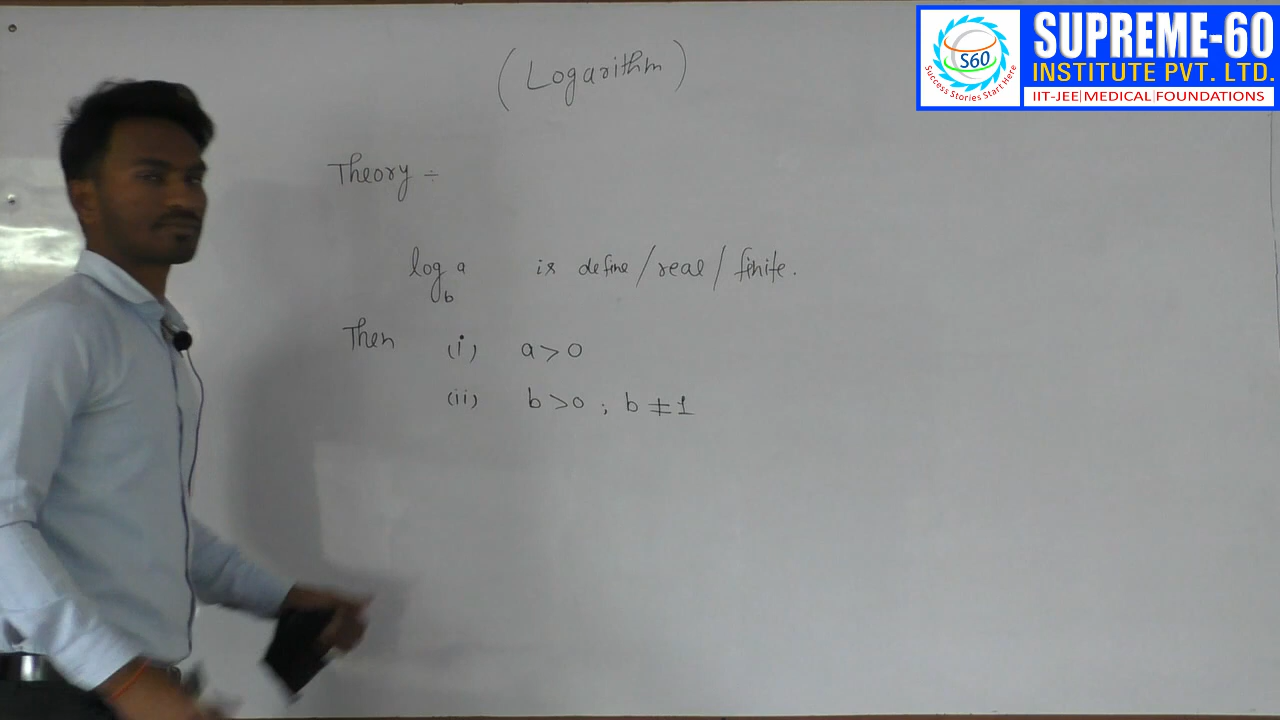 SUPREME-60
INSTITUTE PVT. LTD.
IIT-JEE|MEDICAL|FOUNDATIONS
S60
Success Stories Start Here
(Logarithm)
Theory ÷
log_b a is define/real/finite.
Then (i) a>0
(ii) b>0 ; b≠1